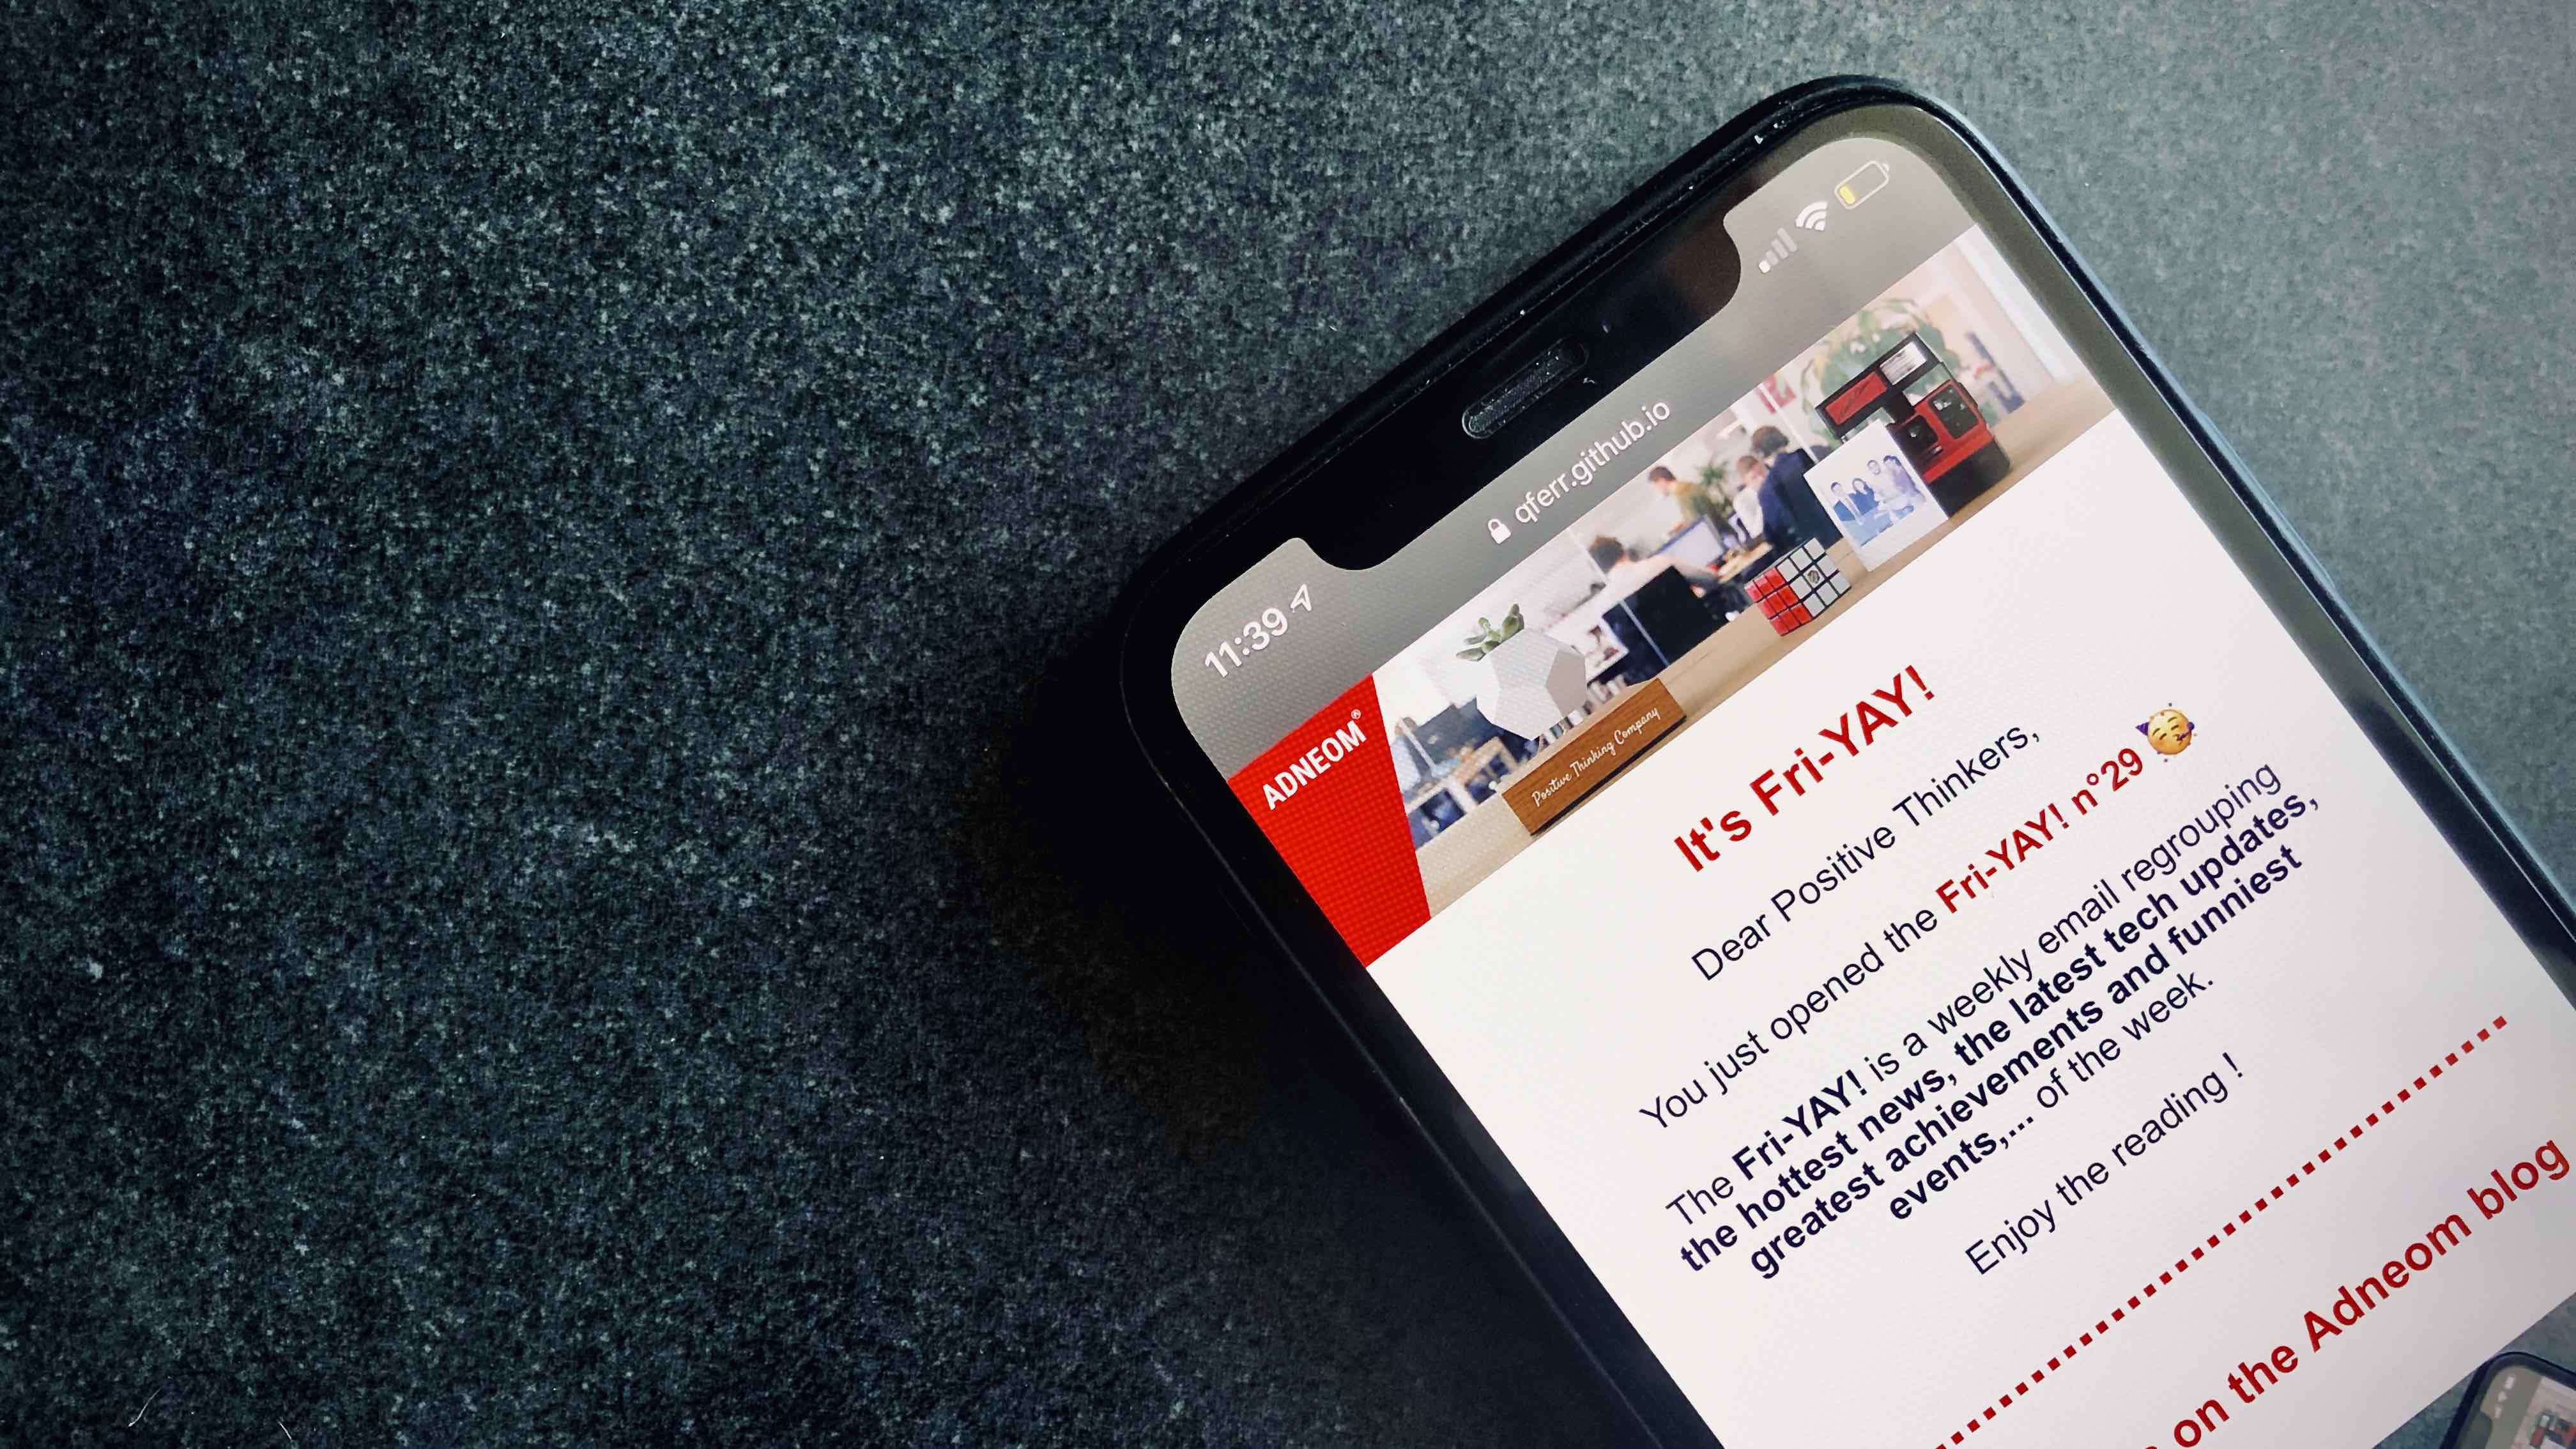 11:39
qferr.github.io
ADNEOM®
Positive Thinking Company
It's Fri-YAY!
Dear Positive Thinkers,
You just opened the Fri-YAY! n°29 🥳
The Fri-YAY! is a weekly email regrouping
the hottest news, the latest tech updates,
greatest achievements and funniest
events,... of the week.
Enjoy the reading !
on the Adneom blog